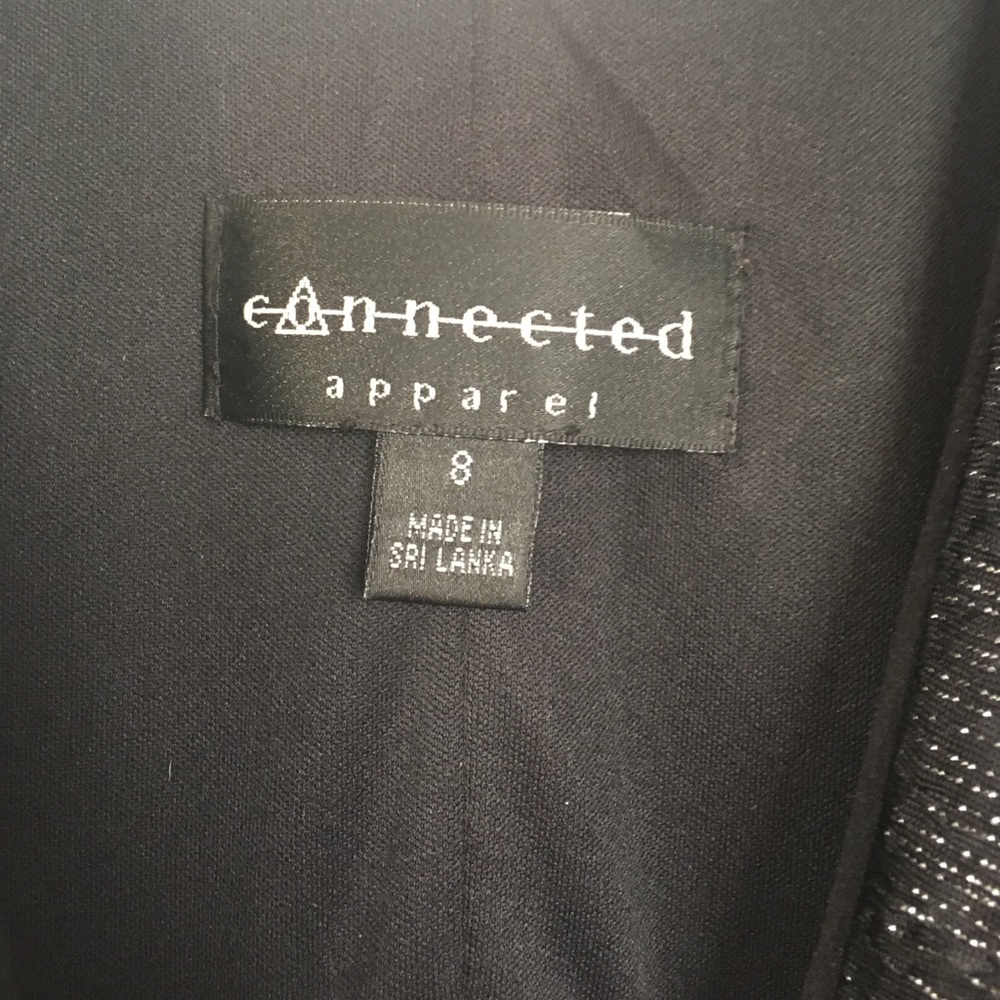 connected
apparel
8
MADE IN
SRI LANKA